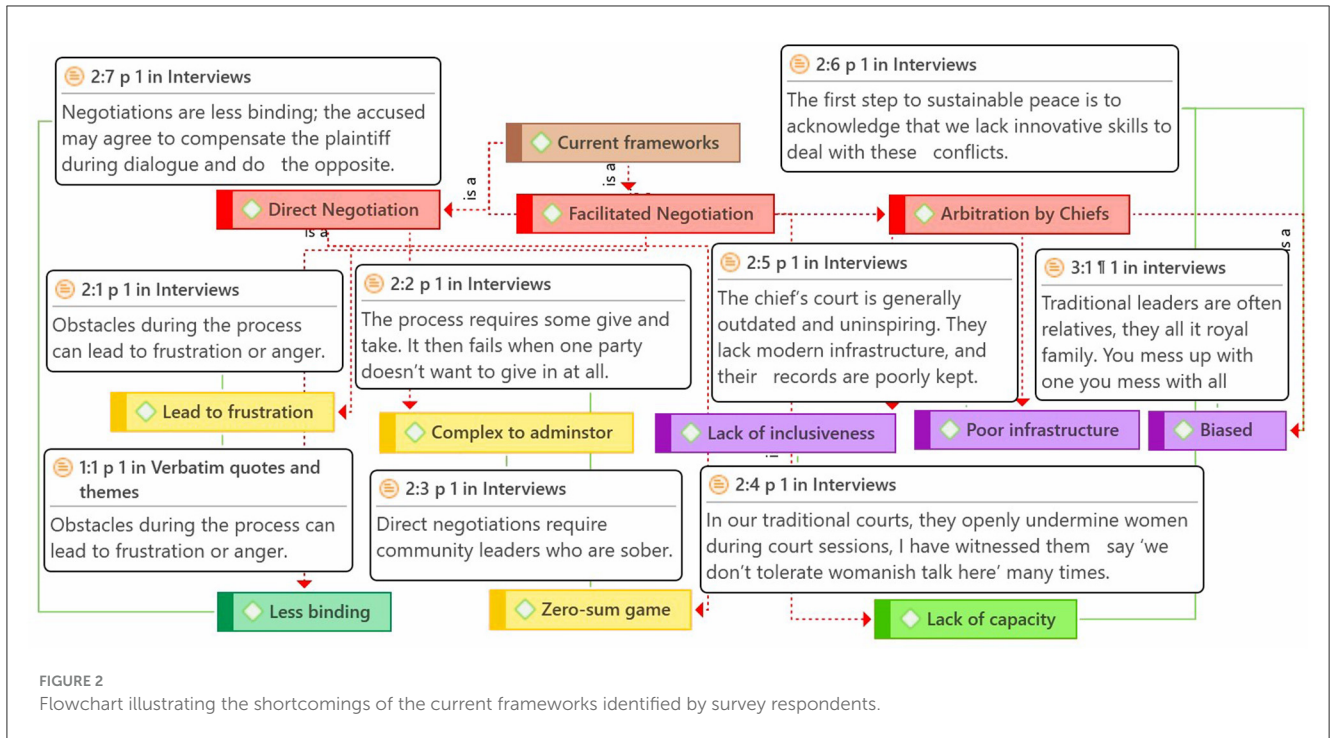 2:7 p 1 in Interviews
Negotiations are less binding; the accused
may agree to compensate the plaintiff
during dialogue and do the opposite.
2:6 p 1 in Interviews
The first step to sustainable peace is to
acknowledge that we lack innovative skills to
deal with these conflicts.
Current frameworks
is a
is a
Direct Negotiation
Facilitated Negotiation
Arbitration by Chiefs
is a
is a
2:1 p 1 in Interviews
Obstacles during the process
can lead to frustration or anger.
2:2 p 1 in Interviews
The process requires some give and
take. It then fails when one party
doesn't want to give in at all.
2:5 p 1 in Interviews
The chief's court is generally
outdated and uninspiring. They
lack modern infrastructure, and
their records are poorly kept.
3:1 ¶ 1 in interviews
Traditional leaders are often
relatives, they all it royal
family. You mess up with
one you mess with all
Lead to frustration
Complex to adminstor
Lack of inclusiveness
Poor infrastructure
Biased
1:1 p 1 in Verbatim quotes and
themes
Obstacles during the process can
lead to frustration or anger.
2:3 p 1 in Interviews
Direct negotiations require
community leaders who are sober.
2:4 p 1 in Interviews
In our traditional courts, they openly undermine women
during court sessions, I have witnessed them say 'we
don't tolerate womanish talk here' many times.
Less binding
Zero-sum game
Lack of capacity
FIGURE 2
Flowchart illustrating the shortcomings of the current frameworks identified by survey respondents.